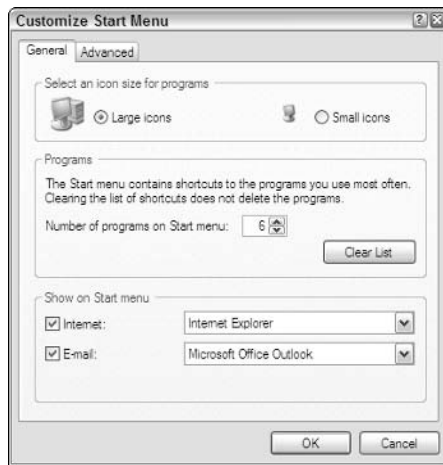 Customize Start Menu
General Advanced
Select an icon size for programs
Large icons Small icons
Programs
The Start menu contains shortcuts to the programs you use most often.
Clearing the list of shortcuts does not delete the programs.
Number of programs on Start menu: 6
Clear List
Show on Start menu
Internet: Internet Explorer
E-mail: Microsoft Office Outlook
OK Cancel